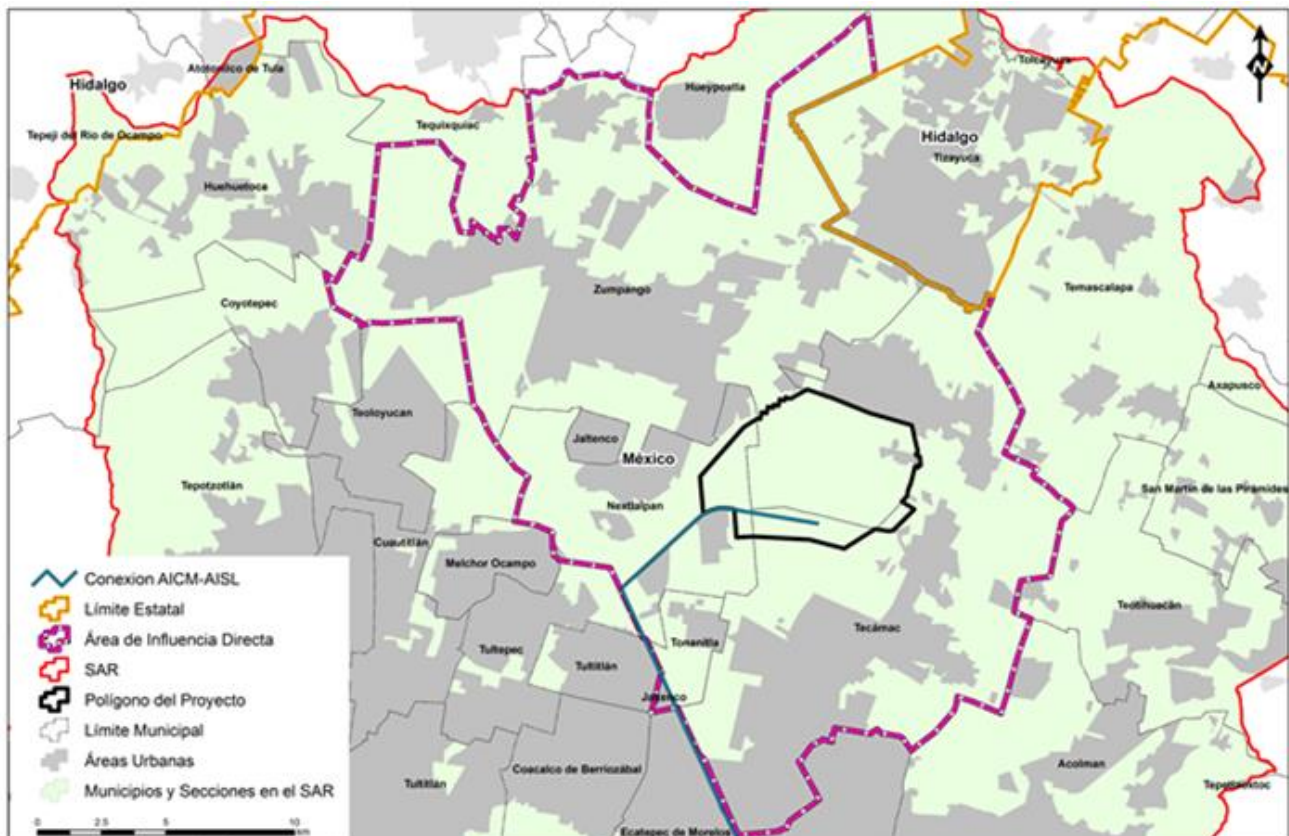 N
Atotonilco de Tula
Hidalgo
Tolcayuca
Hueypoxtla
Tequixquiac
Tepeji del Río de Ocampo
Hidalgo
Tizayuca
Huehuetoca
Zumpango
Temascalapa
Coyotepec
Axapusco
Teoloyucan
Jaltenco
México
Tepotzotlán
San Martín de las Pirámides
Nextlalpan
Cuautitlán
Melchor Ocampo
Teotihuacán
Tecámac
Tonanitla
Tultepec
Tultitlán
Jaltenco
Acolman
Coacalco de Berriozábal
Tultitlán
Tepetlaoxtoc
Ecatepec de Morelos
Conexion AICM-AISL
Límite Estatal
Área de Influencia Directa
SAR
Polígono del Proyecto
Límite Municipal
Áreas Urbanas
Municipios y Secciones en el SAR
0 2.5 5 10
km